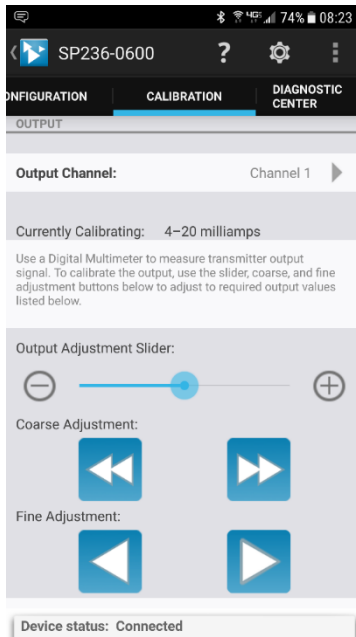 4G 74% 08:23
SP236-0600 ?
ONFIGURATION CALIBRATION DIAGNOSTIC CENTER
OUTPUT
Output Channel: Channel 1
Currently Calibrating: 4–20 milliamps
Use a Digital Multimeter to measure transmitter output
signal. To calibrate the output, use the slider, coarse, and fine
adjustment buttons below to adjust to required output values
listed below.
Output Adjustment Slider:
Coarse Adjustment:
Fine Adjustment:
Device status: Connected